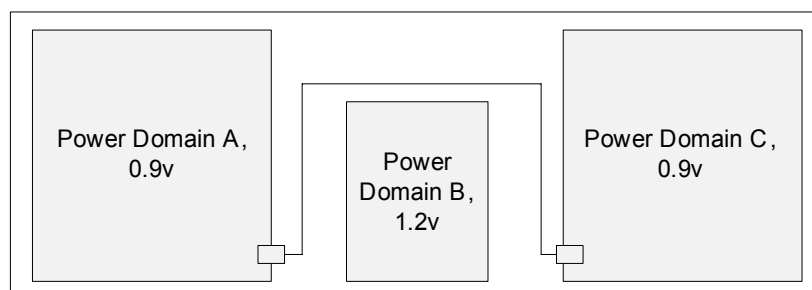 Power Domain A,
0.9v
Power
Domain B,
1.2v
Power Domain C,
0.9v